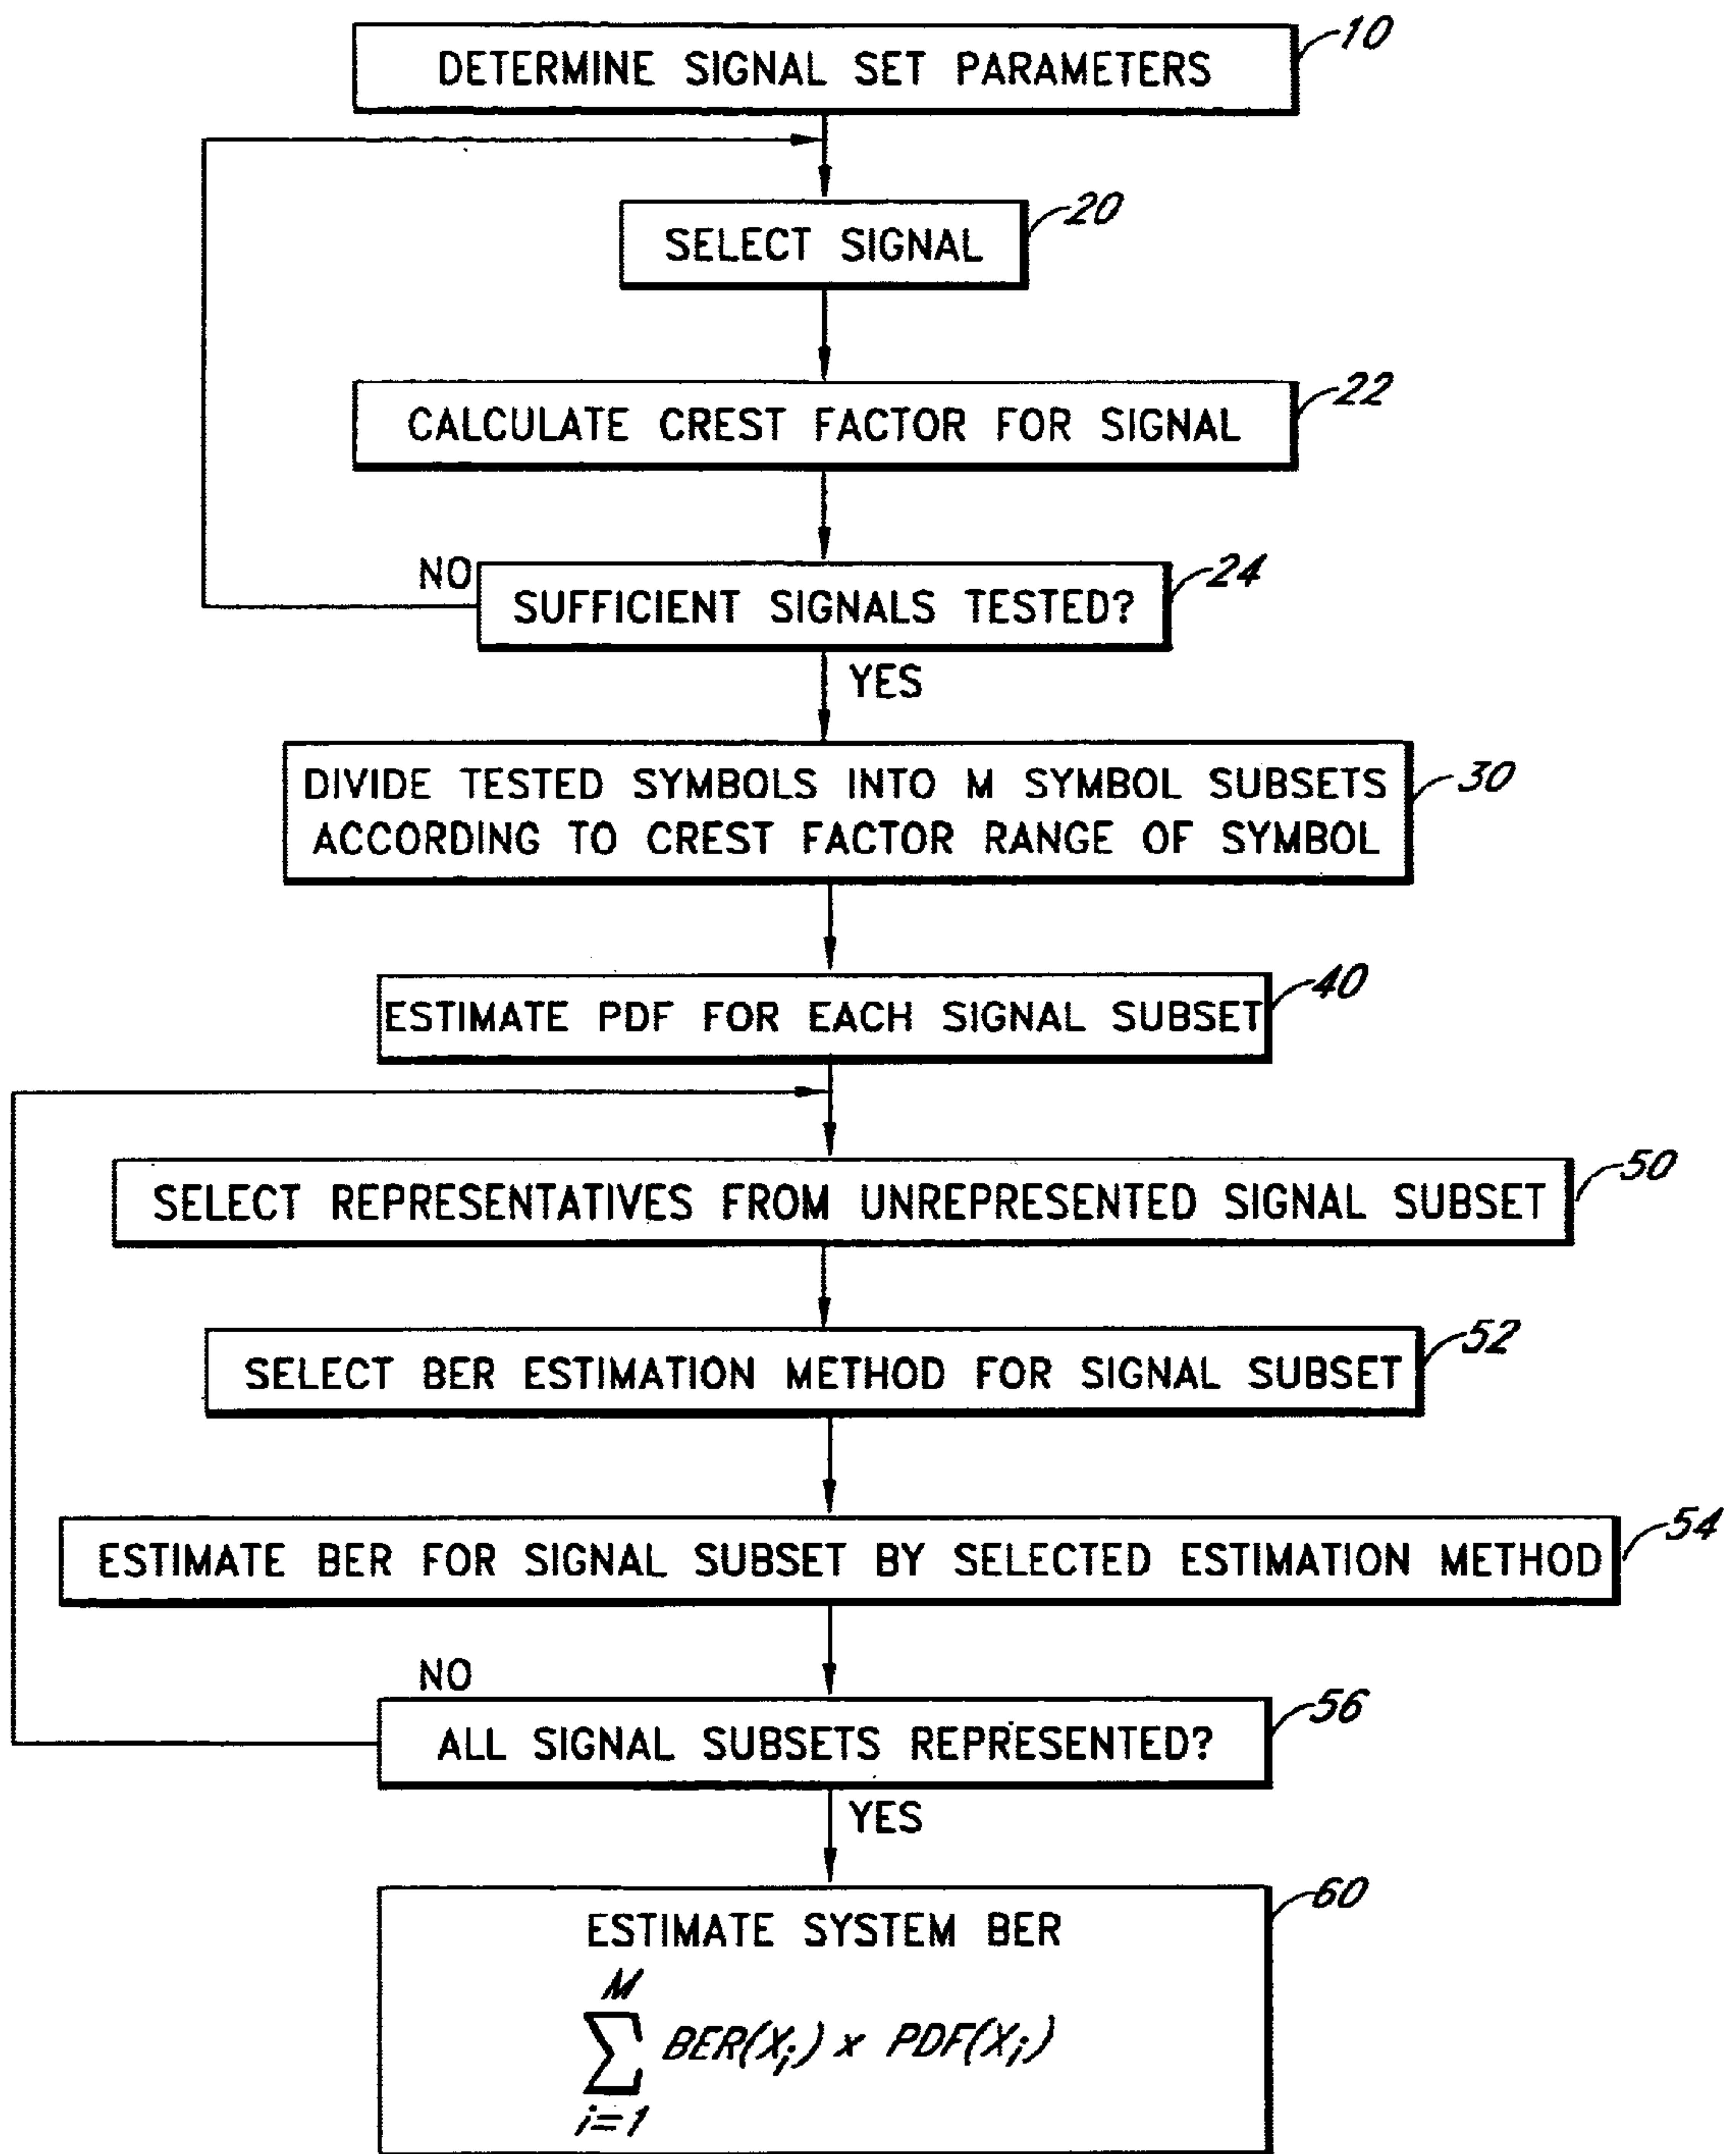 DETERMINE SIGNAL SET PARAMETERS
10
SELECT SIGNAL
20
CALCULATE CREST FACTOR FOR SIGNAL
22
NO
SUFFICIENT SIGNALS TESTED?
24
YES
DIVIDE TESTED SYMBOLS INTO M SYMBOL SUBSETS
ACCORDING TO CREST FACTOR RANGE OF SYMBOL
30
ESTIMATE PDF FOR EACH SIGNAL SUBSET
40
SELECT REPRESENTATIVES FROM UNREPRESENTED SIGNAL SUBSET
50
SELECT BER ESTIMATION METHOD FOR SIGNAL SUBSET
52
ESTIMATE BER FOR SIGNAL SUBSET BY SELECTED ESTIMATION METHOD
54
NO
ALL SIGNAL SUBSETS REPRESENTED?
56
YES
ESTIMATE SYSTEM BER
60
M
∑ BER(X_i) x PDF(X_i)
i=1